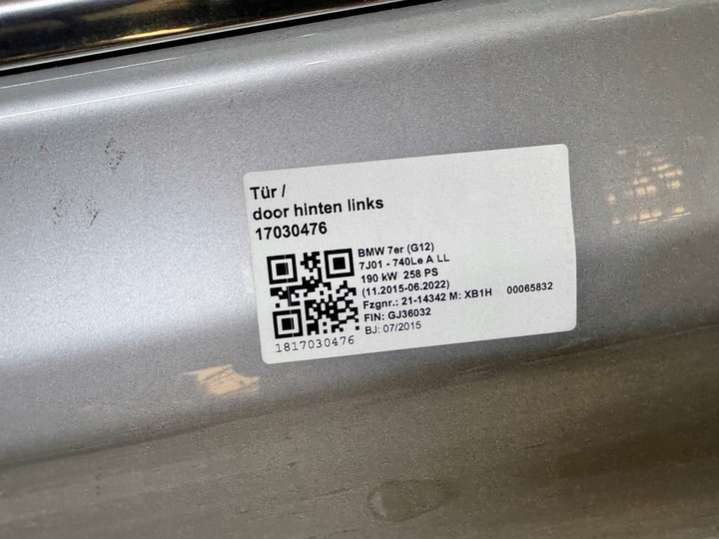 Tür /
door hinten links
17030476
BMW 7er (G12)
7J01 - 740Le A LL
190 kW 258 PS
(11.2015-06.2022)
Fzgnr.: 21-14342 M: XB1H 00065832
FIN: GJ36032
BJ: 07/2015
1817030476